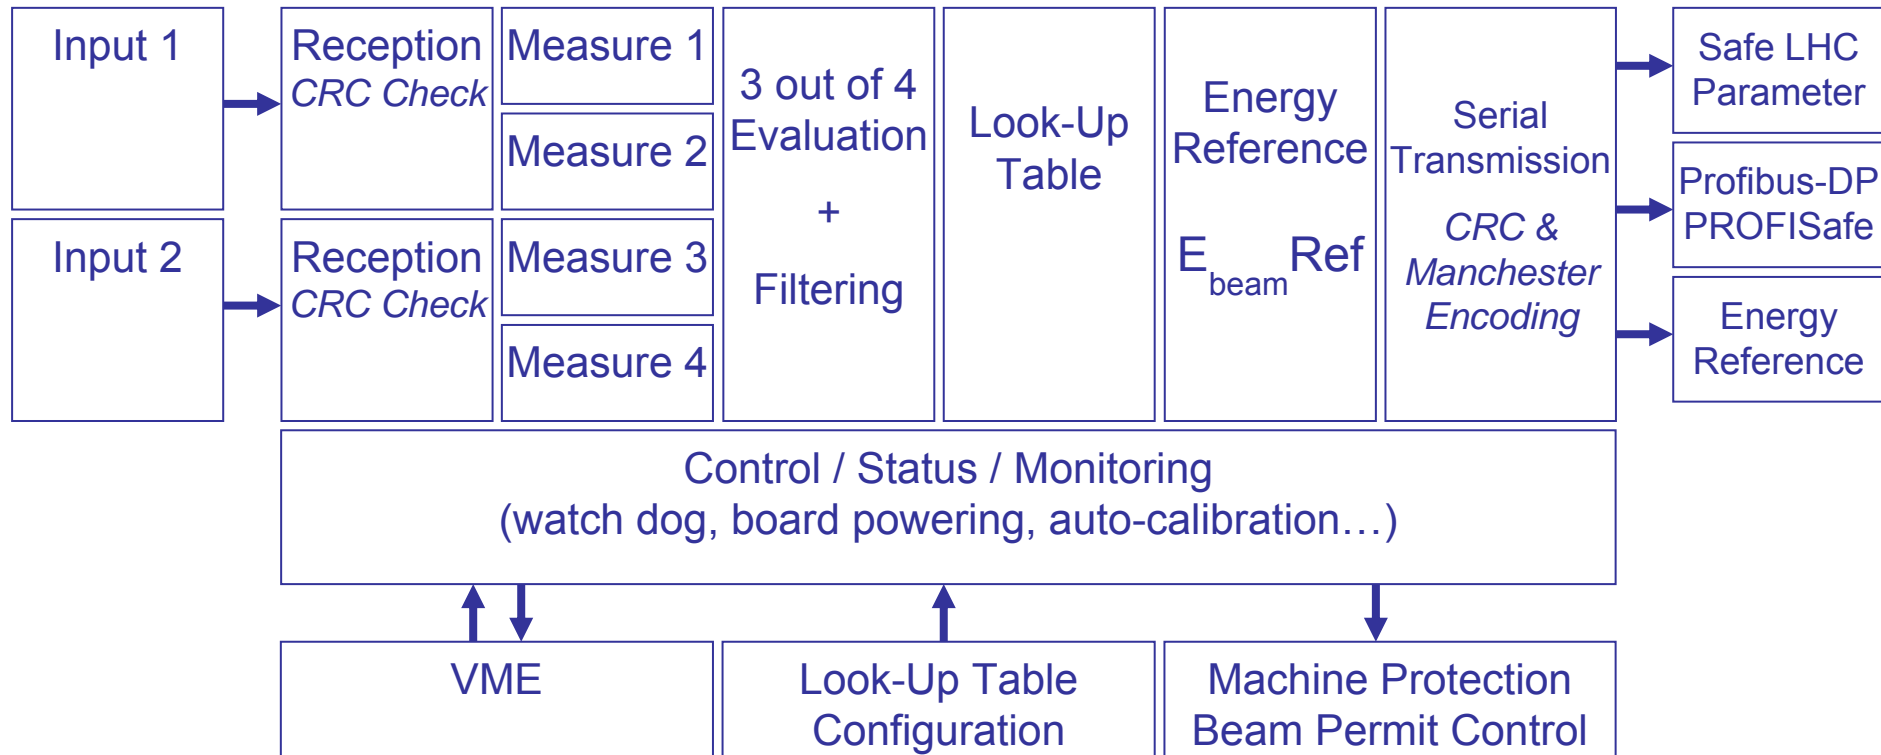 Input 1
Reception
CRC Check
Measure 1
Measure 2
Input 2
Reception
CRC Check
Measure 3
Measure 4
3 out of 4
Evaluation
+
Filtering
Look-Up
Table
Energy
Reference
EbeamRef
Serial
Transmission
CRC &
Manchester
Encoding
Safe LHC
Parameter
Profibus-DP
PROFISafe
Energy
Reference
Control / Status / Monitoring
(watch dog, board powering, auto-calibration…)
VME
Look-Up Table
Configuration
Machine Protection
Beam Permit Control